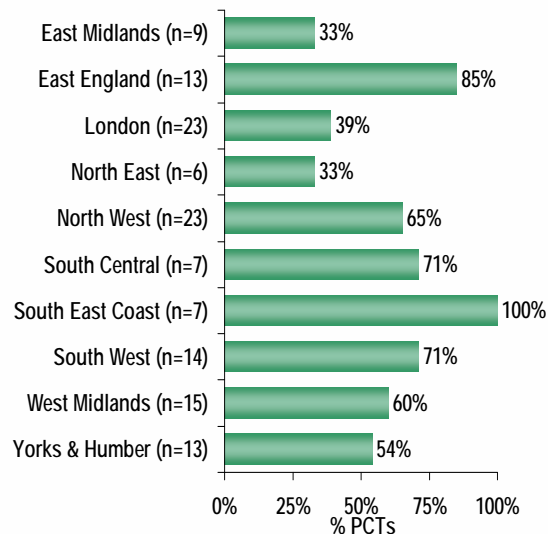 East Midlands (n=9) 33%
East England (n=13) 85%
London (n=23) 39%
North East (n=6) 33%
North West (n=23) 65%
South Central (n=7) 71%
South East Coast (n=7) 100%
South West (n=14) 71%
West Midlands (n=15) 60%
Yorks & Humber (n=13) 54%
0% 25% 50% 75% 100%
% PCTs